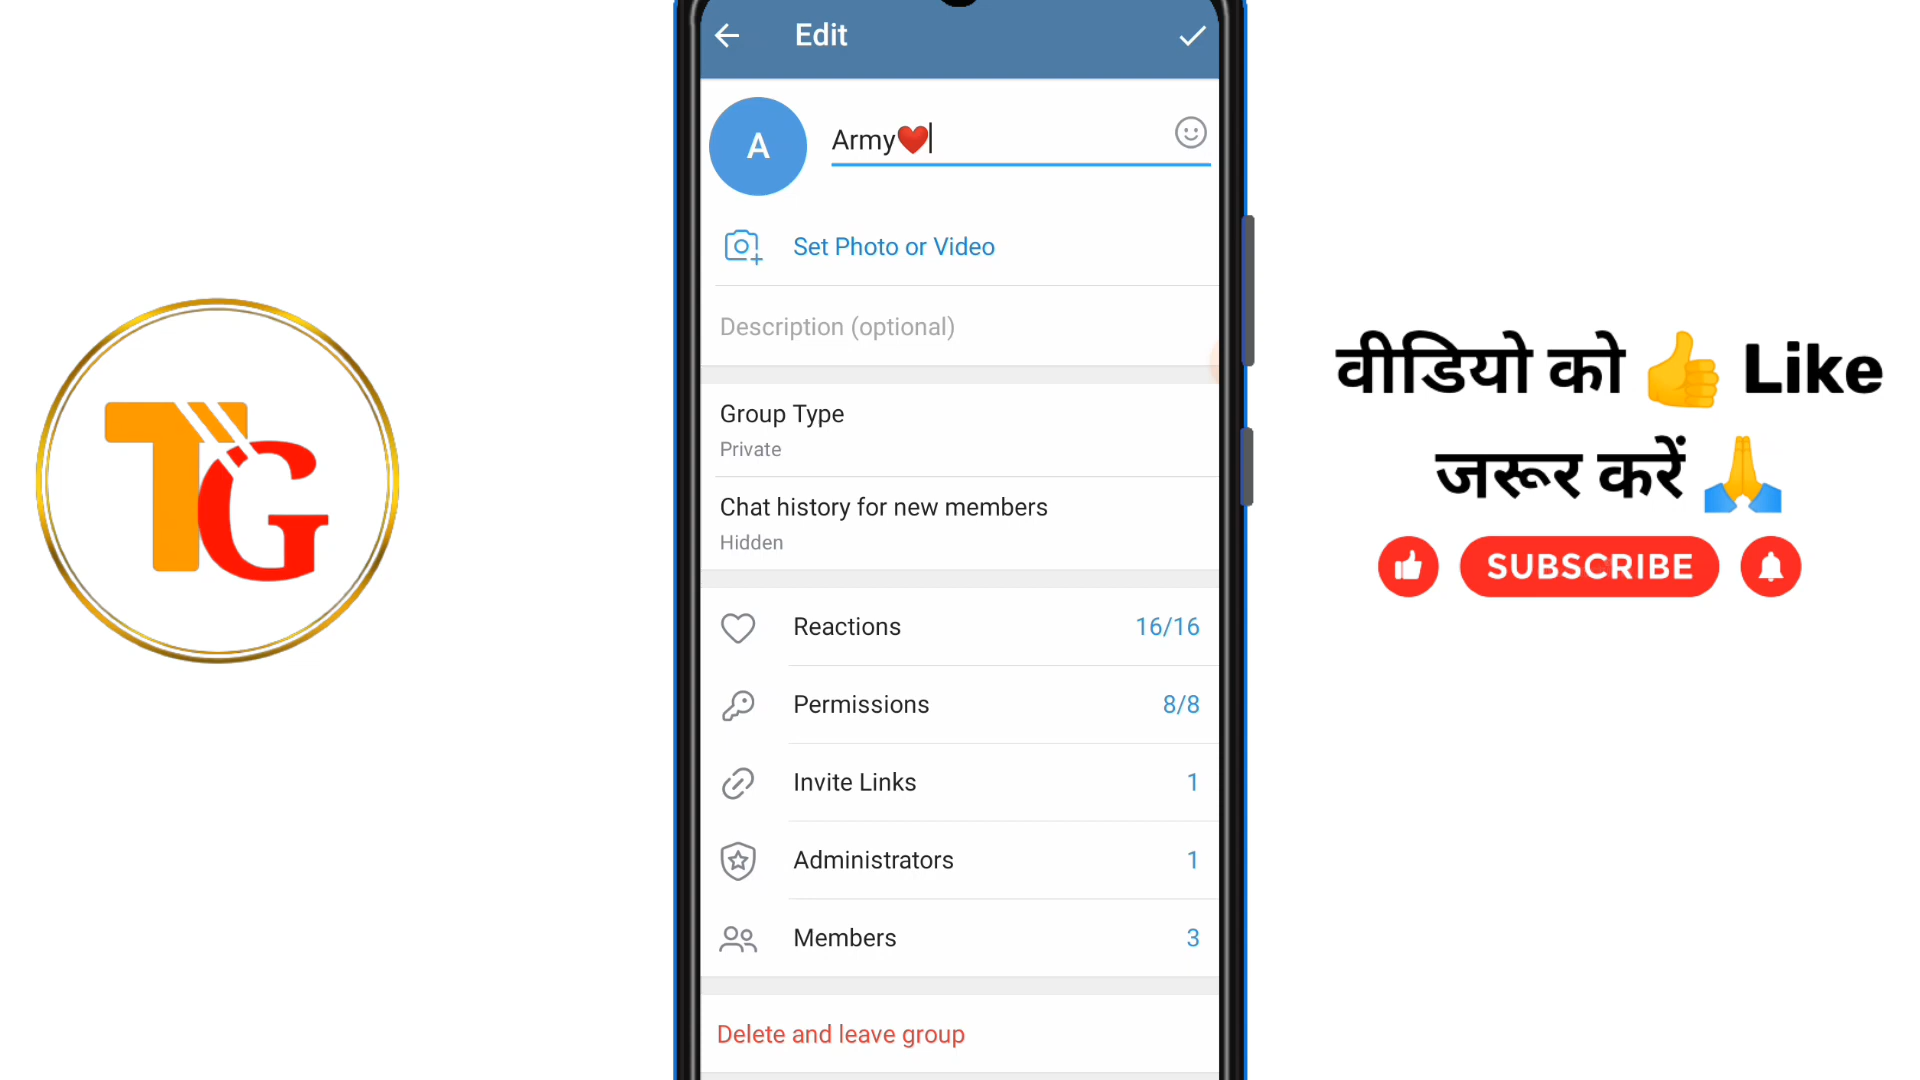 Edit
A
Army❤️
Set Photo or Video
Description (optional)
Group Type
Private
Chat history for new members
Hidden
Reactions 16/16
Permissions 8/8
Invite Links 1
Administrators 1
Members 3
Delete and leave group
TG
वीडियो को 👍 Like
जरूर करें 🙏
SUBSCRIBE